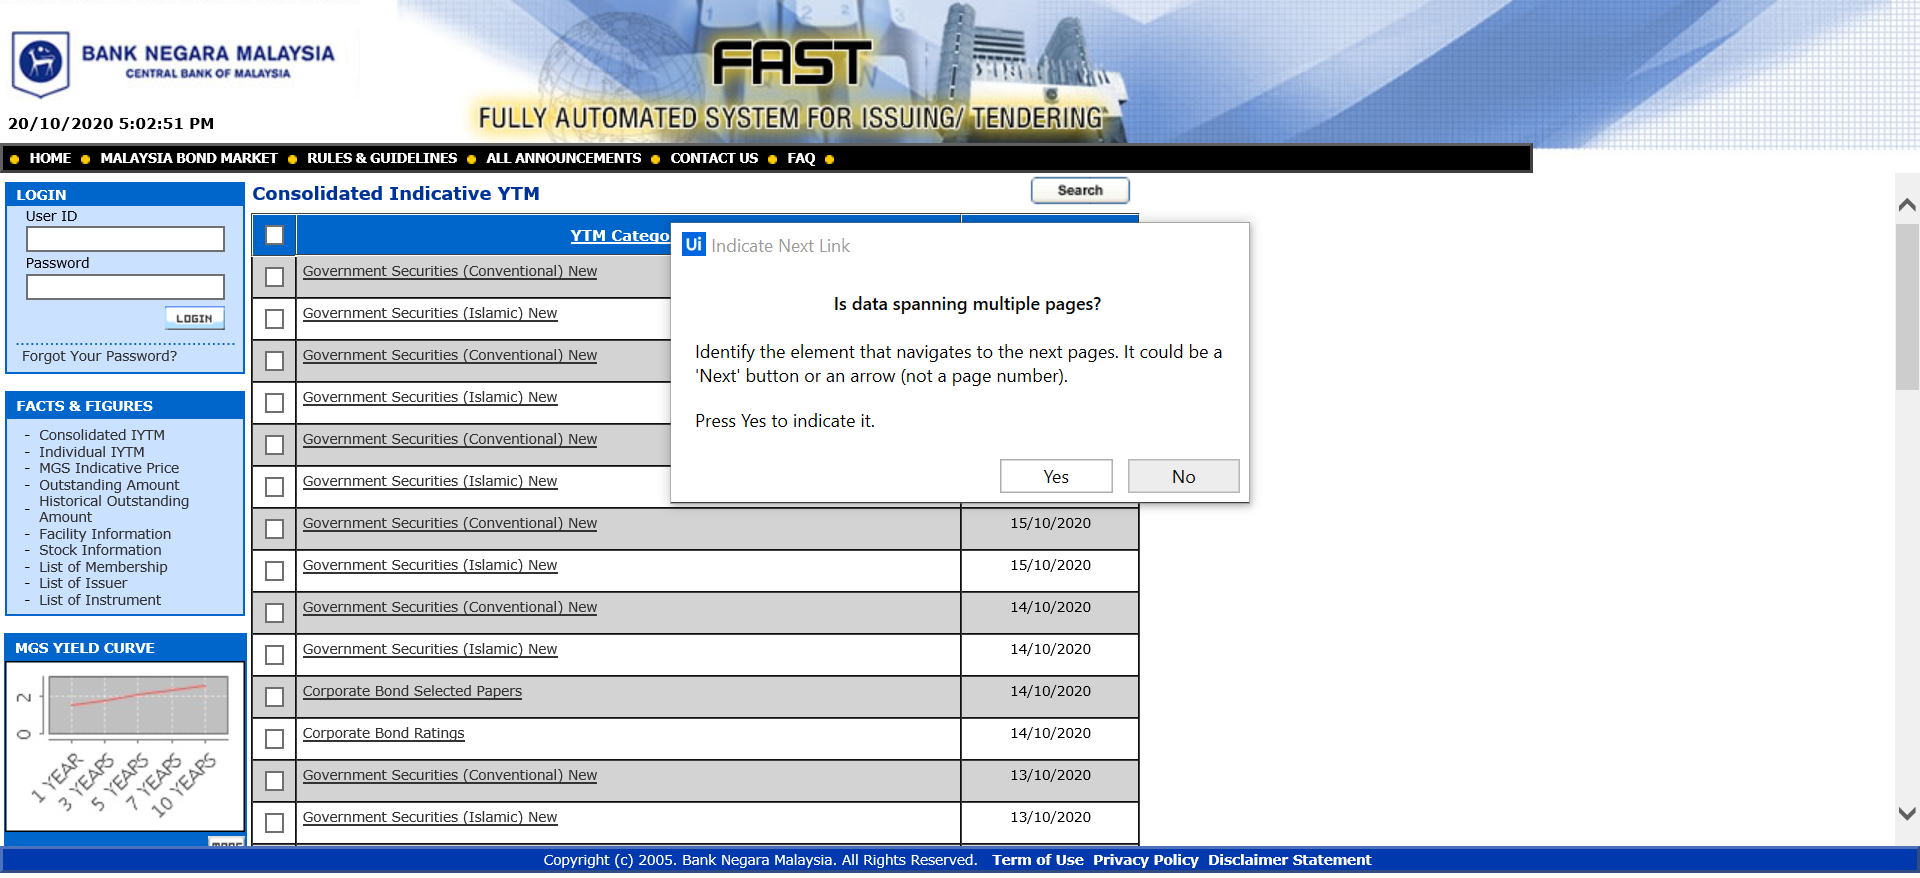 BANK NEGARA MALAYSIA
CENTRAL BANK OF MALAYSIA
1 2 3
FAST
FULLY AUTOMATED SYSTEM FOR ISSUING/ TENDERING
20/10/2020 5:02:51 PM
HOME MALAYSIA BOND MARKET RULES & GUIDELINES ALL ANNOUNCEMENTS CONTACT US FAQ
LOGIN
User ID
Password
LOGIN
Forgot Your Password?
FACTS & FIGURES
- Consolidated IYTM
- Individual IYTM
- MGS Indicative Price
- Outstanding Amount
- Historical Outstanding
Amount
- Facility Information
- Stock Information
- List of Membership
- List of Issuer
- List of Instrument
MGS YIELD CURVE
2
0
1 YEAR
3 YEARS
5 YEARS
7 YEARS
10 YEARS
Consolidated Indicative YTM
Search
YTM Catego
Government Securities (Conventional) New
Government Securities (Islamic) New
Government Securities (Conventional) New
Government Securities (Islamic) New
Government Securities (Conventional) New
Government Securities (Islamic) New
Government Securities (Conventional) New 15/10/2020
Government Securities (Islamic) New 15/10/2020
Government Securities (Conventional) New 14/10/2020
Government Securities (Islamic) New 14/10/2020
Corporate Bond Selected Papers 14/10/2020
Corporate Bond Ratings 14/10/2020
Government Securities (Conventional) New 13/10/2020
Government Securities (Islamic) New 13/10/2020
Ui Indicate Next Link
Is data spanning multiple pages?
Identify the element that navigates to the next pages. It could be a
'Next' button or an arrow (not a page number).
Press Yes to indicate it.
Yes No
Copyright (c) 2005. Bank Negara Malaysia. All Rights Reserved. Term of Use Privacy Policy Disclaimer Statement